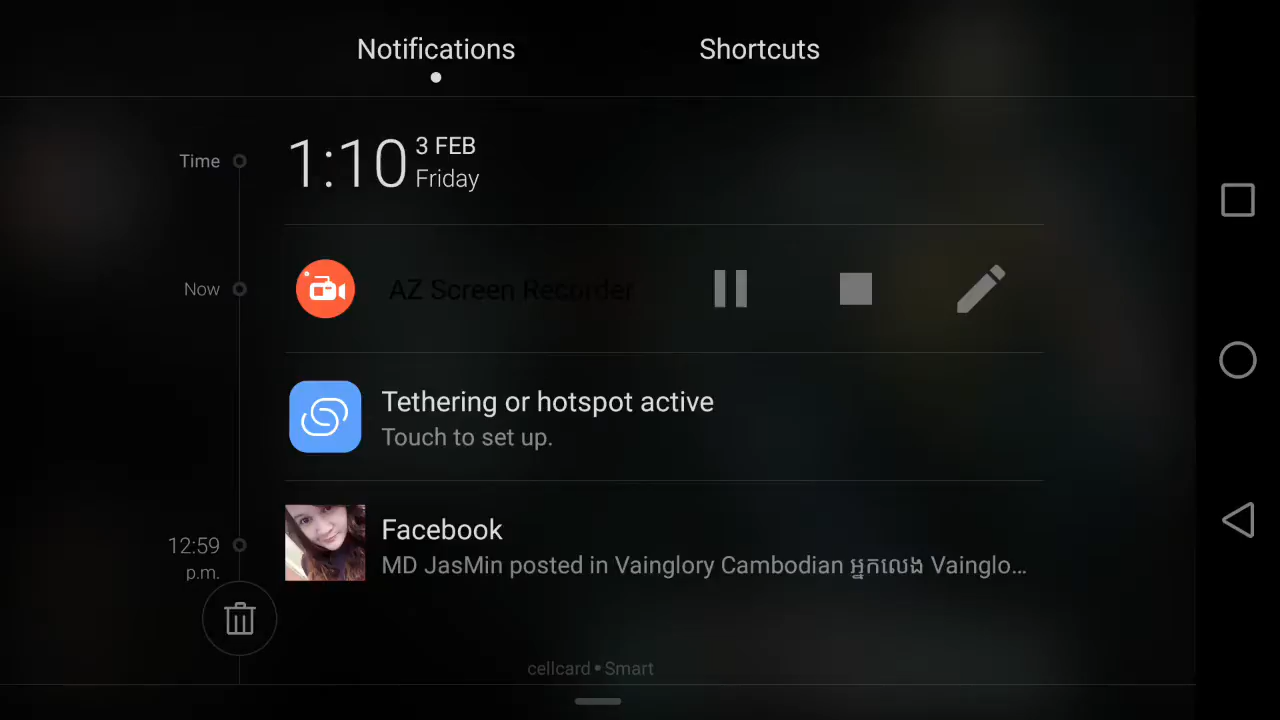 Notifications
Shortcuts
Time
1:10
3 FEB
Friday
Now
AZ Screen Recorder
Tethering or hotspot active
Touch to set up.
12:59
p.m.
Facebook
MD JasMin posted in Vainglory Cambodian អ្នកលេង Vainglo...
cellcard • Smart